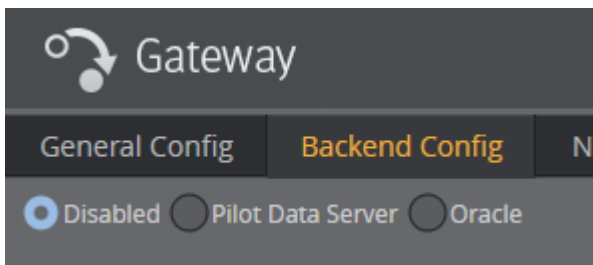 Gateway
General Config Backend Config N
Disabled Pilot Data Server Oracle